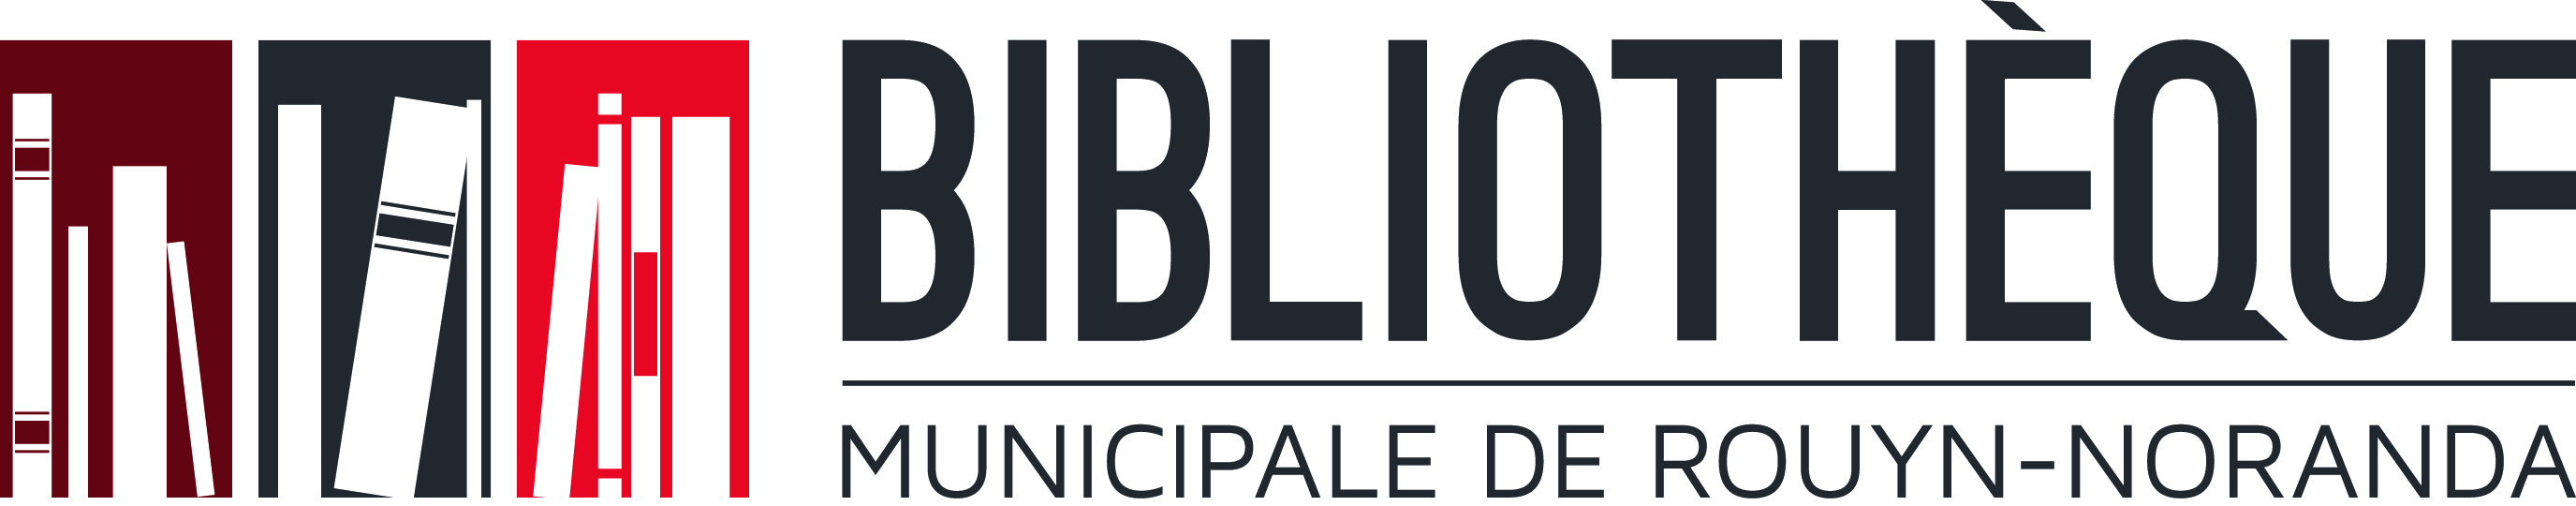 BIBLIOTHÈQUE
MUNICIPALE DE ROUYN-NORANDA